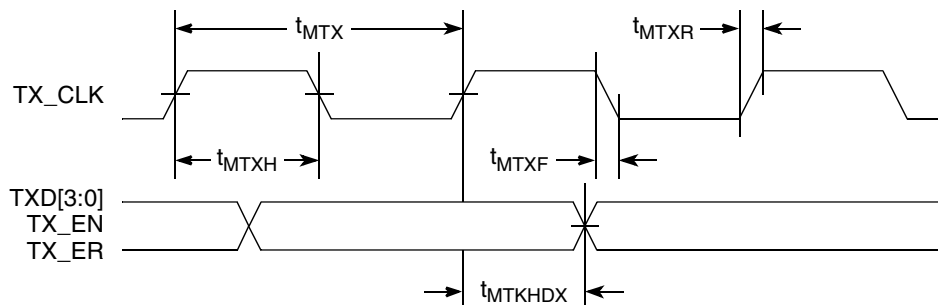 tMTX
tMTXR
TX_CLK
tMTXH
tMTXF
TXD[3:0]
TX_EN
TX_ER
tMTKHDX